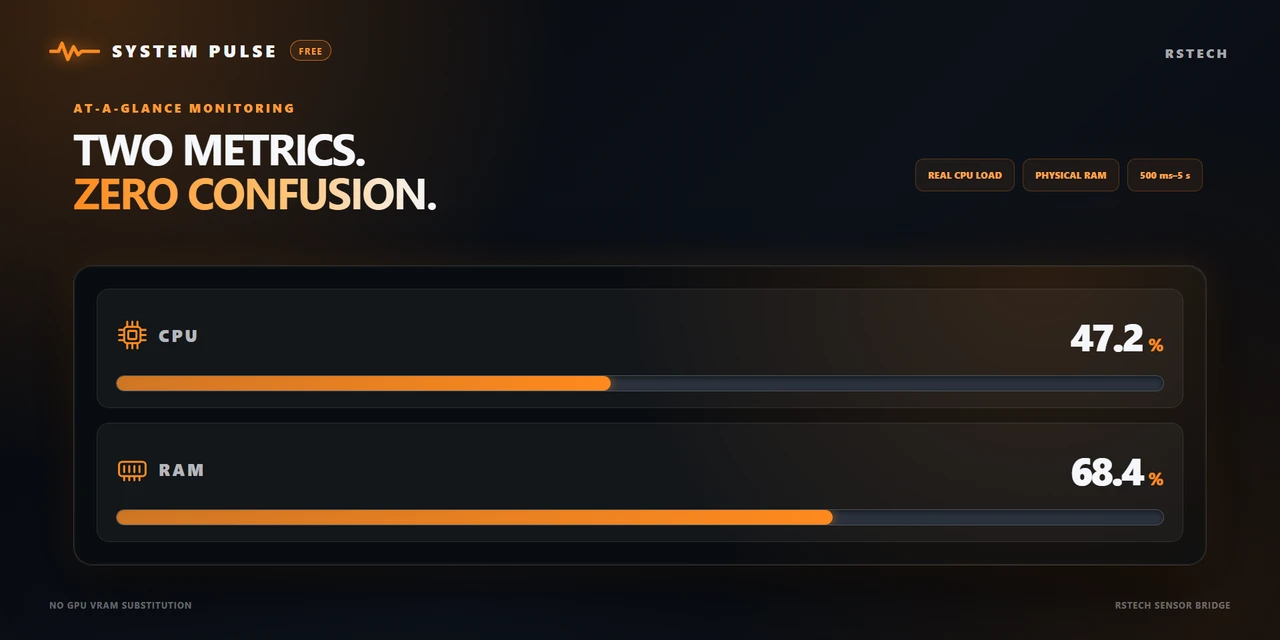 SYSTEM PULSE FREE
RSTECH
AT-A-GLANCE MONITORING
TWO METRICS.
ZERO CONFUSION.
REAL CPU LOAD PHYSICAL RAM 500 ms–5 s
CPU 47.2 %
RAM 68.4 %
NO GPU VRAM SUBSTITUTION RSTECH SENSOR BRIDGE